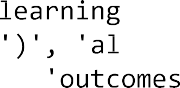 learning
')', 'al
'outcomes